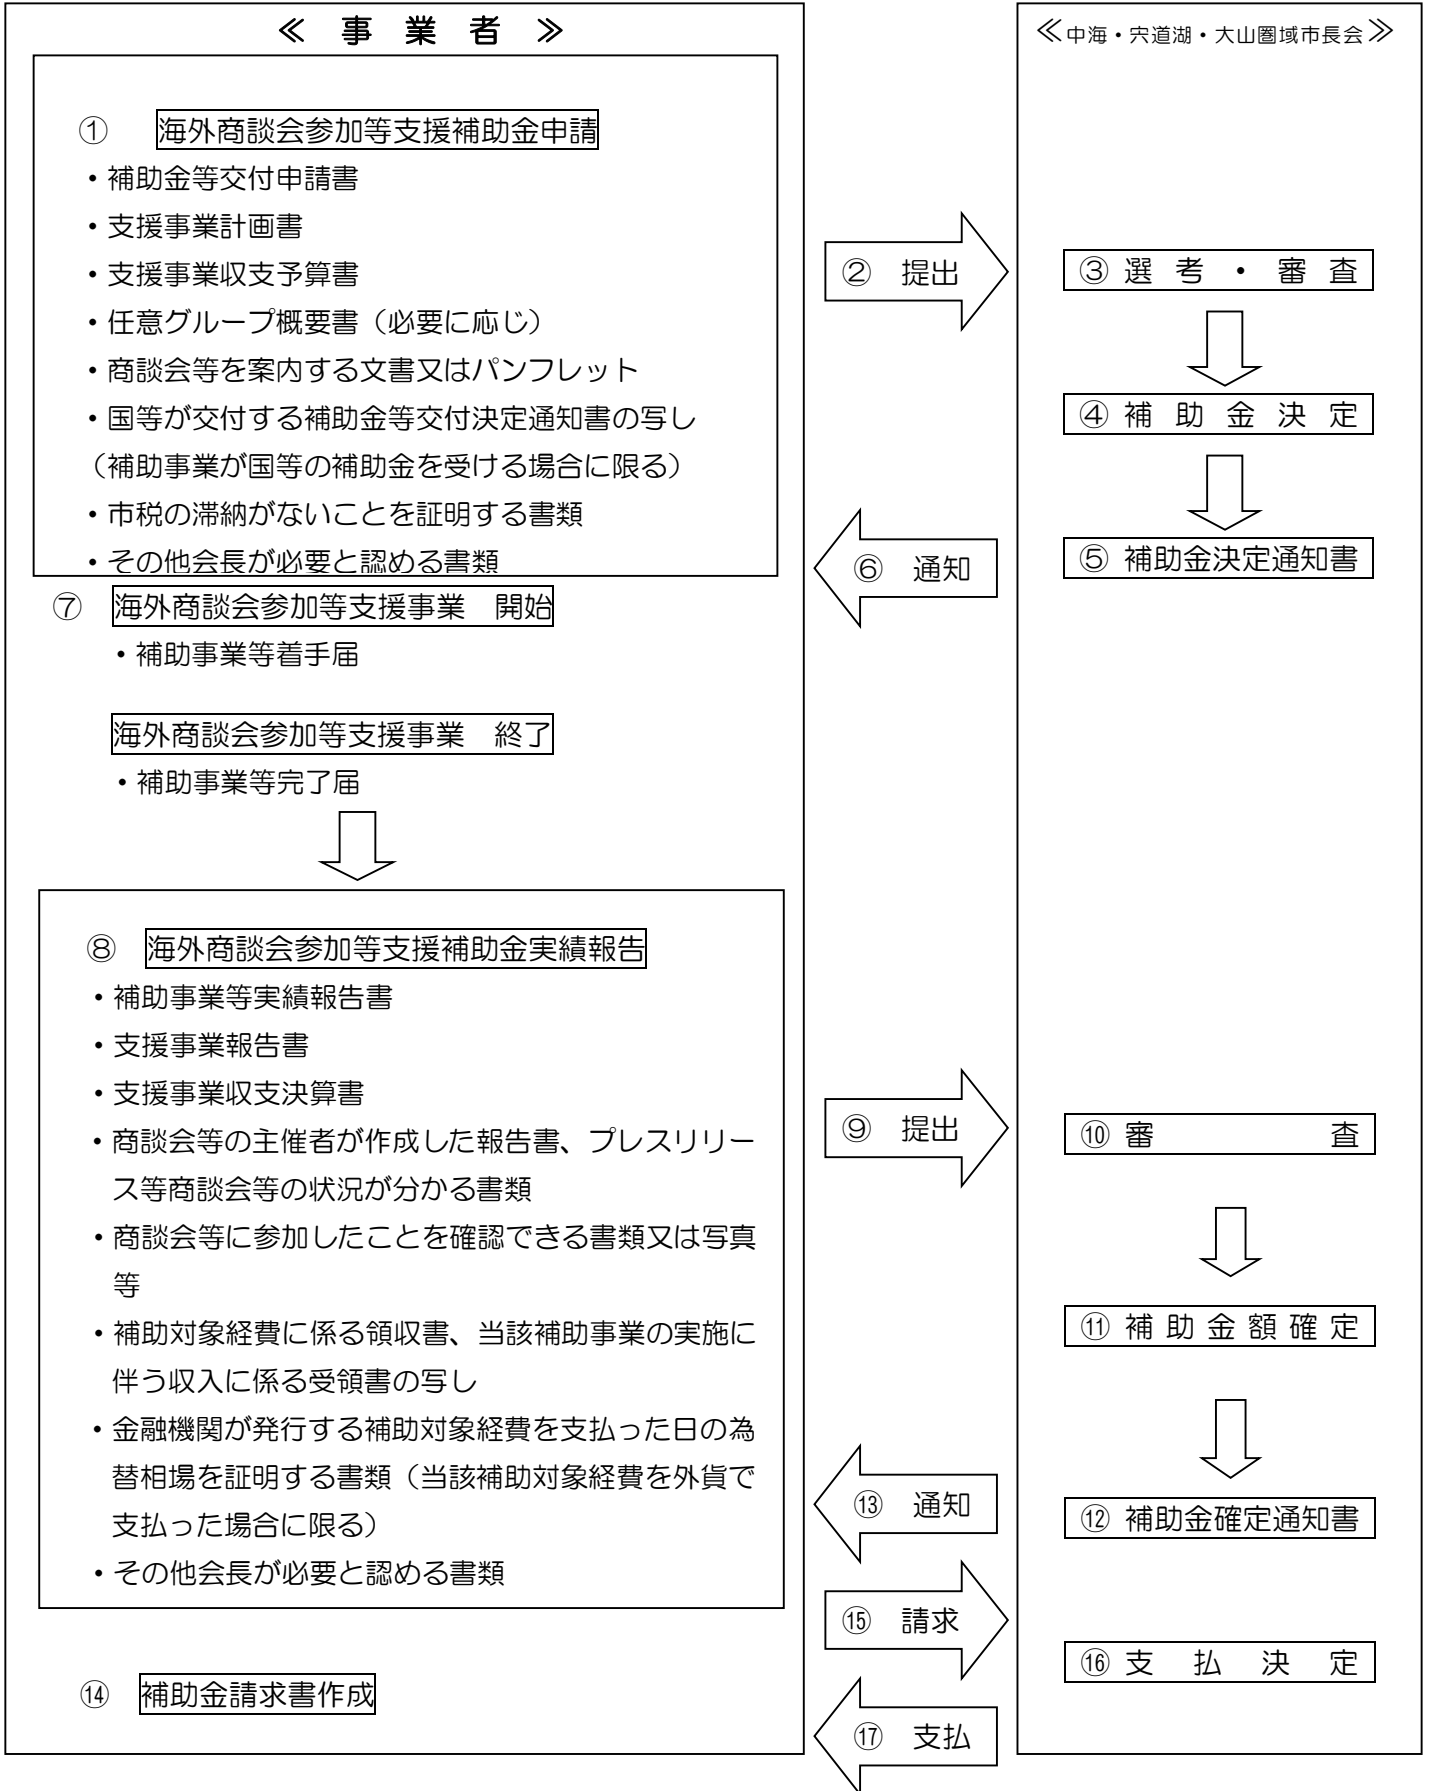 ≪ 事 業 者 ≫
① 海外商談会参加等支援補助金申請
・補助金等交付申請書
・支援事業計画書
・支援事業収支予算書
・任意グループ概要書（必要に応じ）
・商談会等を案内する文書又はパンフレット
・国等が交付する補助金等交付決定通知書の写し
（補助事業が国等の補助金を受ける場合に限る）
・市税の滞納がないことを証明する書類
・その他会長が必要と認める書類
⑦ 海外商談会参加等支援事業　開始
・補助事業等着手届
海外商談会参加等支援事業　終了
・補助事業等完了届
⑧ 海外商談会参加等支援補助金実績報告
・補助事業等実績報告書
・支援事業報告書
・支援事業収支決算書
・商談会等の主催者が作成した報告書、プレスリリー
ス等商談会等の状況が分かる書類
・商談会等に参加したことを確認できる書類又は写真
等
・補助対象経費に係る領収書、当該補助事業の実施に
伴う収入に係る受領書の写し
・金融機関が発行する補助対象経費を支払った日の為
替相場を証明する書類（当該補助対象経費を外貨で
支払った場合に限る）
・その他会長が必要と認める書類
⑭ 補助金請求書作成
② 提出
⑥ 通知
⑨ 提出
⑬ 通知
⑮ 請求
⑰ 支払
≪中海・宍道湖・大山圏域市長会≫
③ 選 考 ・ 審 査
④ 補 助 金 決 定
⑤ 補助金決定通知書
⑩ 審 査
⑪ 補 助 金 額 確 定
⑫ 補助金確定通知書
⑯ 支 払 決 定